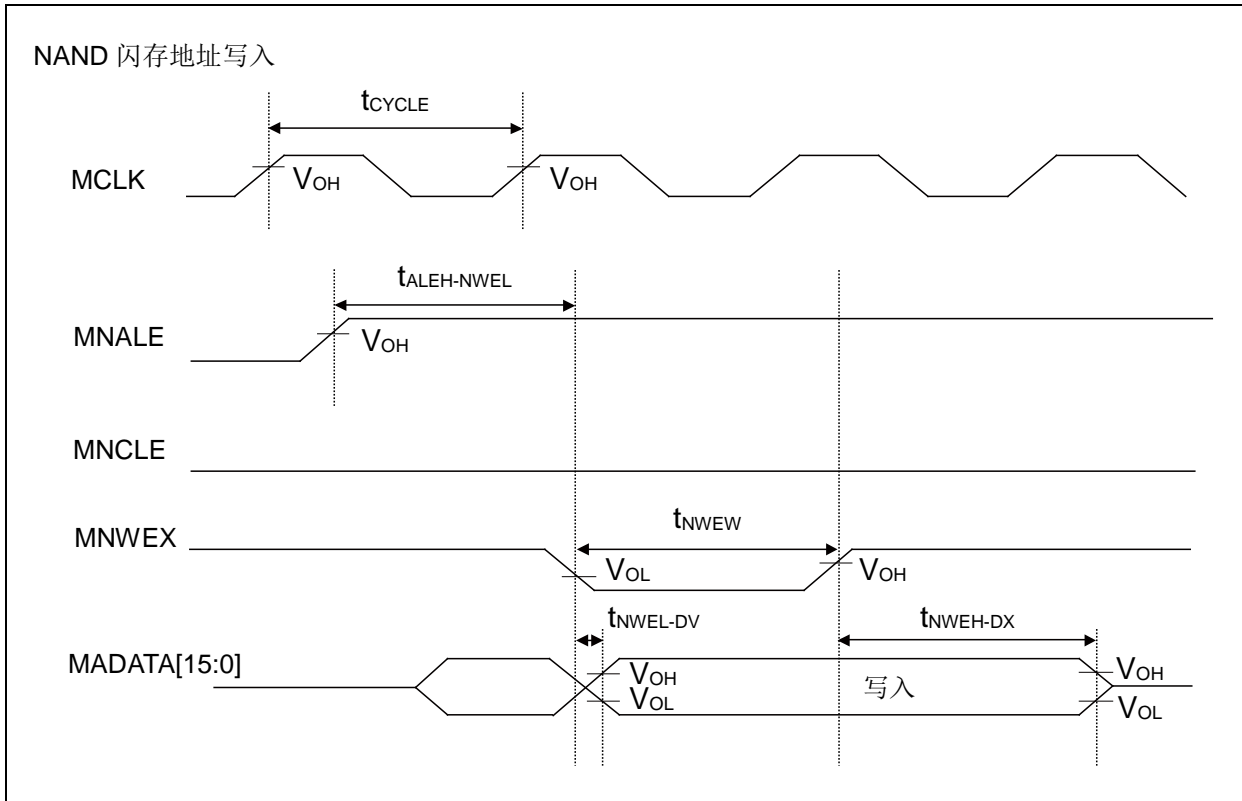 NAND 闪存地址写入
tCYCLE
MCLK
VOH
VOH
tALEH-NWEL
MNALE
VOH
MNCLE
tNWEW
MNWEX
VOL
VOH
tNWEL-DV
tNWEH-DX
MADATA[15:0]
VOH
VOL
写入
VOH
VOL